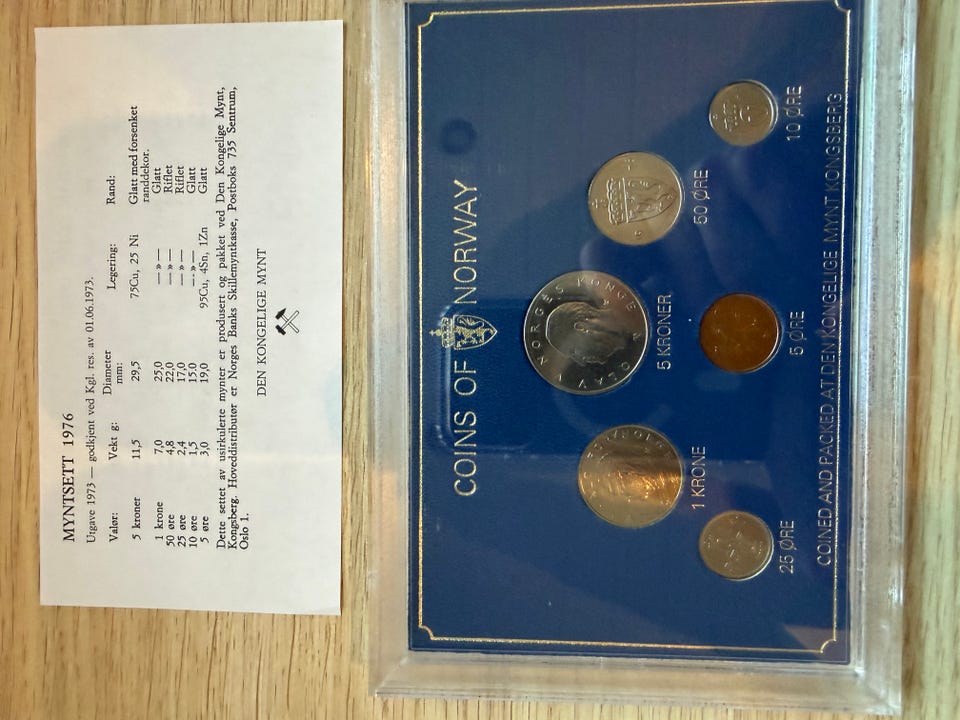 MYNTSETT 1976
Utgave 1973 — godkjent ved Kgl. res. av 01.06.1973.
Valør: Vekt g: Diameter mm: Legering: Rand:
5 kroner 11,5 29,5 75Cu, 25 Ni Glatt med forsenket randdekor.
1 krone 7,0 25,0 —»— Glatt
50 øre 4,8 22,0 —»— Riflet
25 øre 2,4 17,0 —»— Riflet
10 øre 1,5 15,0 —»— Glatt
5 øre 3,0 19,0 95Cu, 4Sn, 1Zn Glatt
Dette settet av usirkulerte mynter er produsert og pakket ved Den Kongelige Mynt,
Kongsberg. Hoveddistributør er Norges Banks Skillemyntkasse, Postboks 735 Sentrum,
Oslo 1.
DEN KONGELIGE MYNT
COINS OF NORWAY
OLAV V NORGES KONGE
1 KRONE
5 KRONER
50 ØRE
25 ØRE
5 ØRE
10 ØRE
COINED AND PACKED AT DEN KONGELIGE MYNT KONGSBERG